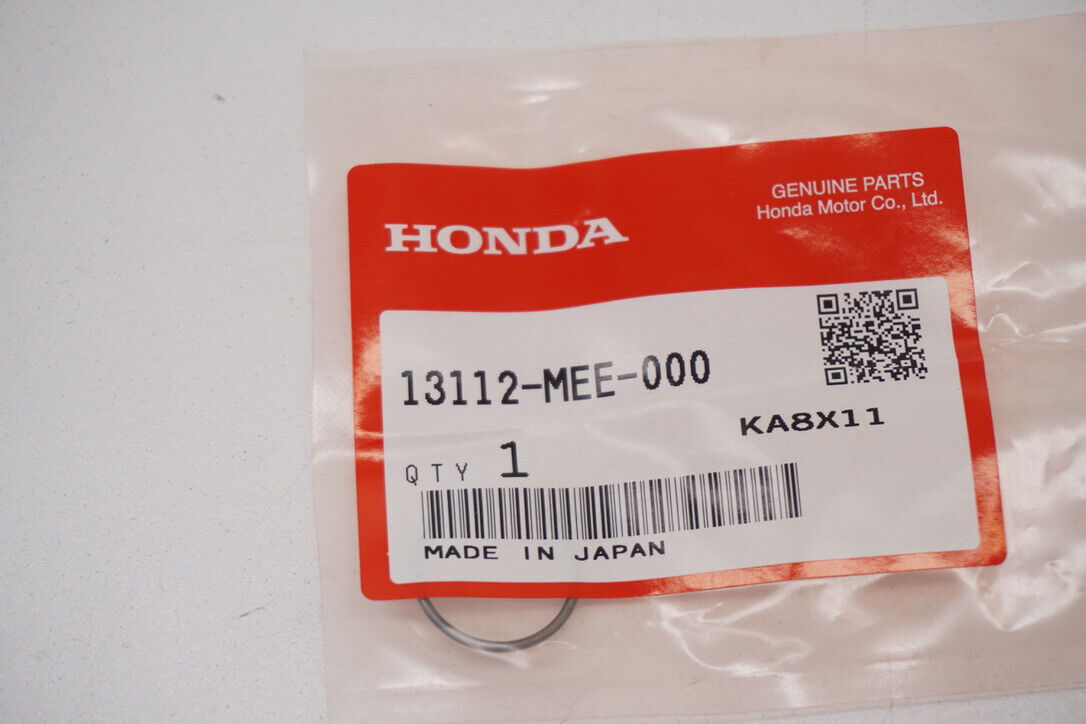 GENUINE PARTS
Honda Motor Co., Ltd.
HONDA
13112-MEE-000
KA8X11
QTY 1
MADE IN JAPAN